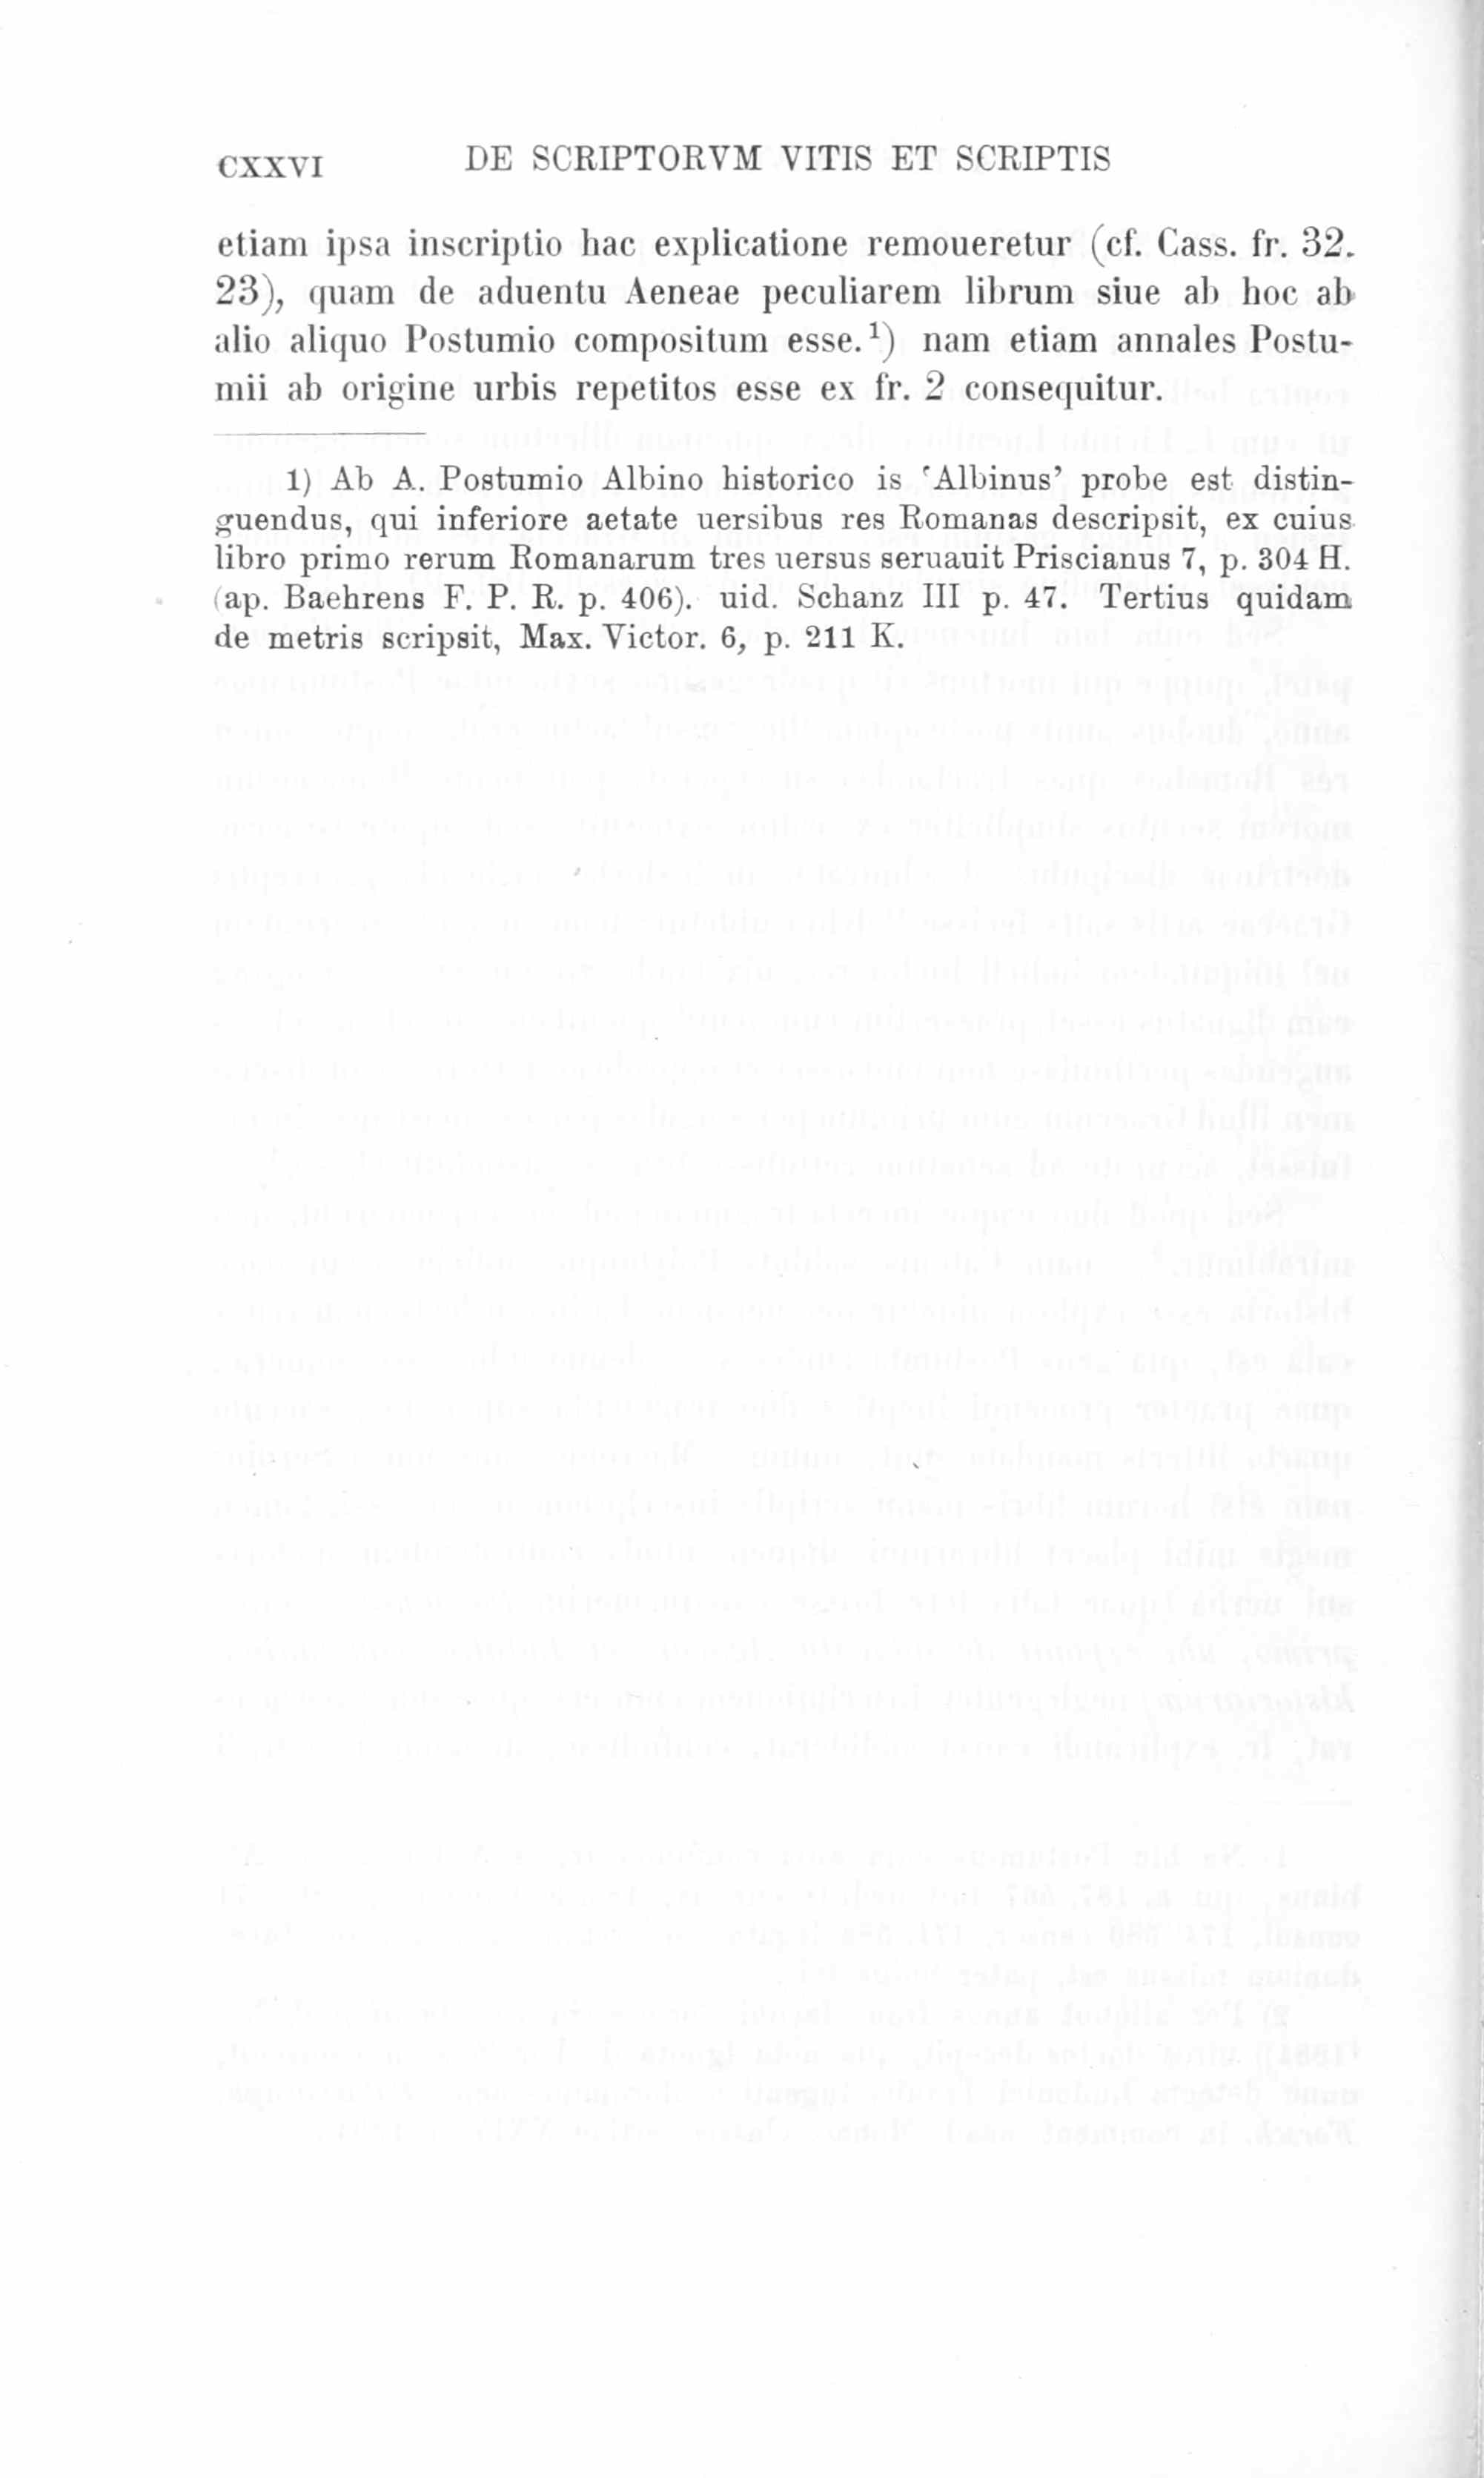 CXXVI DE SCRIPTORVM VITIS ET SCRIPTIS
etiam ipsa inscriptio hac explicatione remoueretur (cf. Cass. fr. 32.
23), quam de aduentu Aeneae peculiarem librum siue ab hoc ab
alio aliquo Postumio compositum esse.¹) nam etiam annales Postu-
mii ab origine urbis repetitos esse ex fr. 2 consequitur.
1) Ab A. Postumio Albino historico is ‘Albinus’ probe est distin-
guendus, qui inferiore aetate uersibus res Romanas descripsit, ex cuius
libro primo rerum Romanarum tres uersus seruauit Priscianus 7, p. 304 H.
(ap. Baehrens F. P. R. p. 406). uid. Schanz III p. 47. Tertius quidam
de metris scripsit, Max. Victor. 6, p. 211 K.